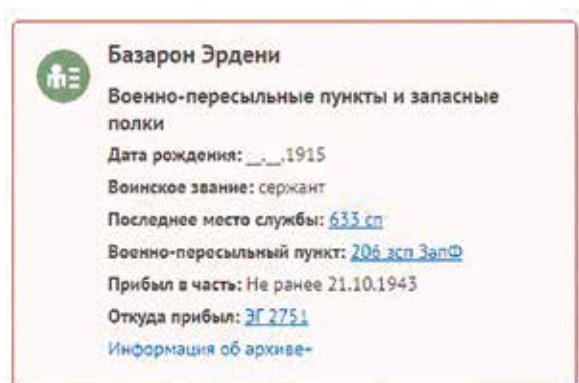 Базарон Эрдени
Военно-пересыльные пункты и запасные
полки
Дата рождения: __.__.1915
Воинское звание: сержант
Последнее место службы: 633 сп
Военно-пересыльный пункт: 206 зсп ЗапФ
Прибыл в часть: Не ранее 21.10.1943
Откуда прибыл: ЭГ 2751
Информация об архиве+